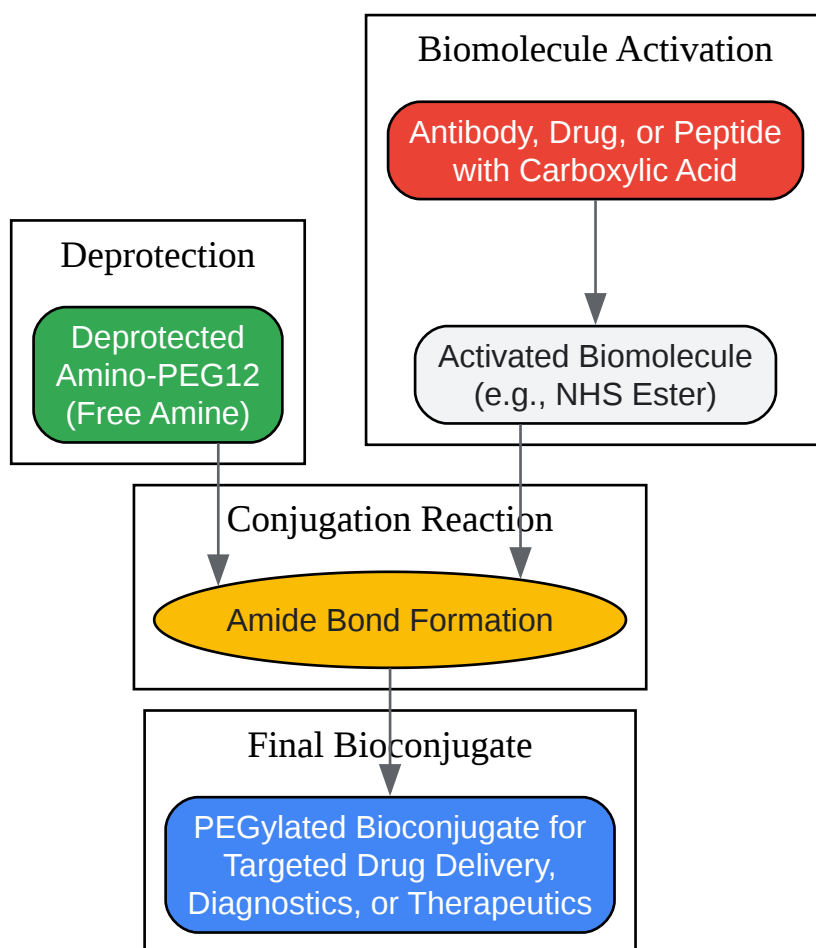 Biomolecule Activation
Antibody, Drug, or Peptide
with Carboxylic Acid
Deprotection
Deprotected
Amino-PEG12
(Free Amine)
Activated Biomolecule
(e.g., NHS Ester)
Conjugation Reaction
Amide Bond Formation
Final Bioconjugate
PEGylated Bioconjugate for
Targeted Drug Delivery,
Diagnostics, or Therapeutics